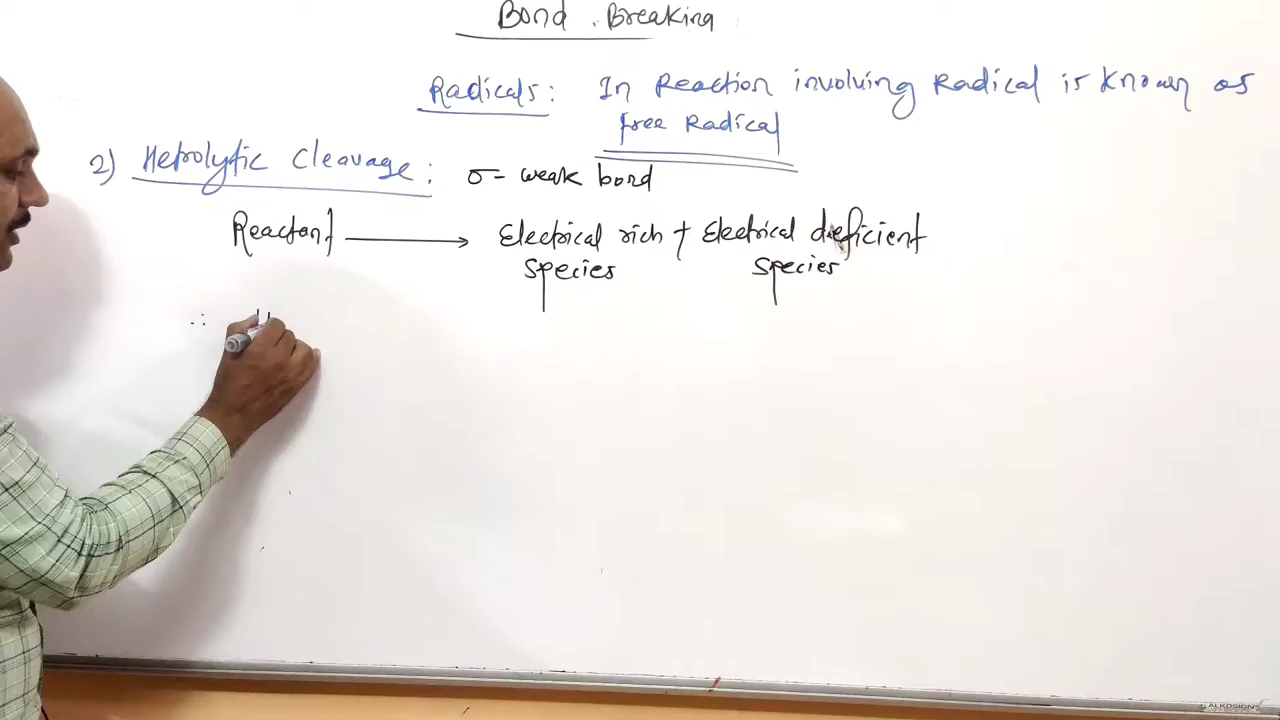 Bond . Breaking
Radicals: In Reaction involving Radical is known as
free Radical
2) Hetrolytic Cleavage: σ- weak bond
Reactant → Electrical rich + Electrical deficient
Species Species
∴ H
ALKOSIGN